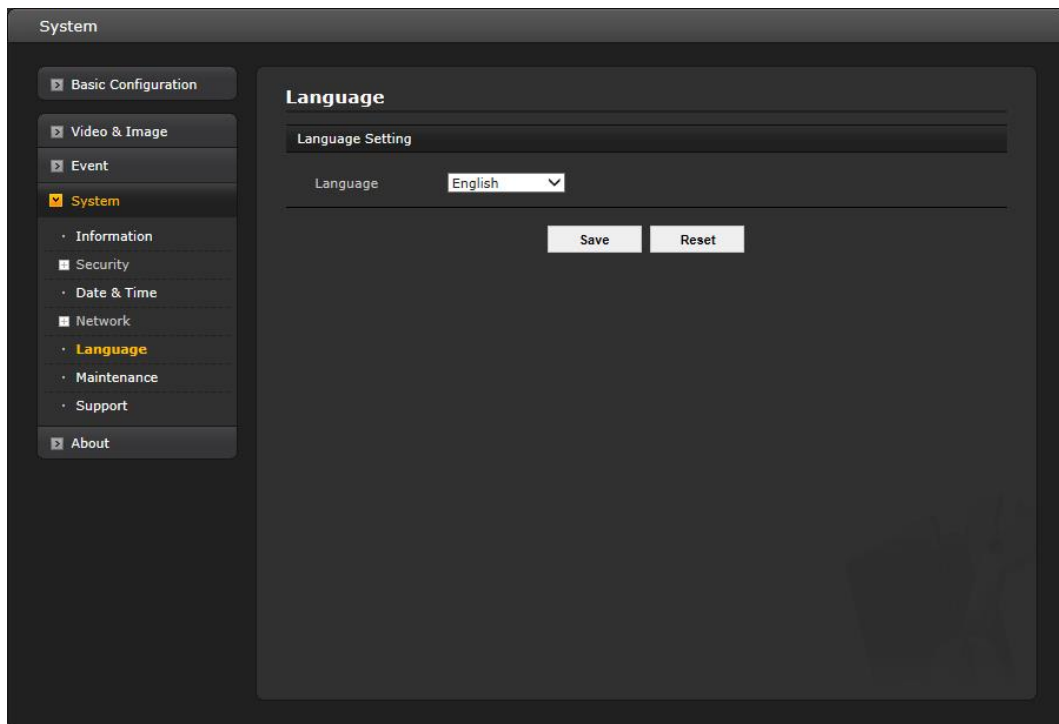 System
Basic Configuration
Video & Image
Event
System
Information
Security
Date & Time
Network
Language
Maintenance
Support
About
Language
Language Setting
Language English
Save Reset